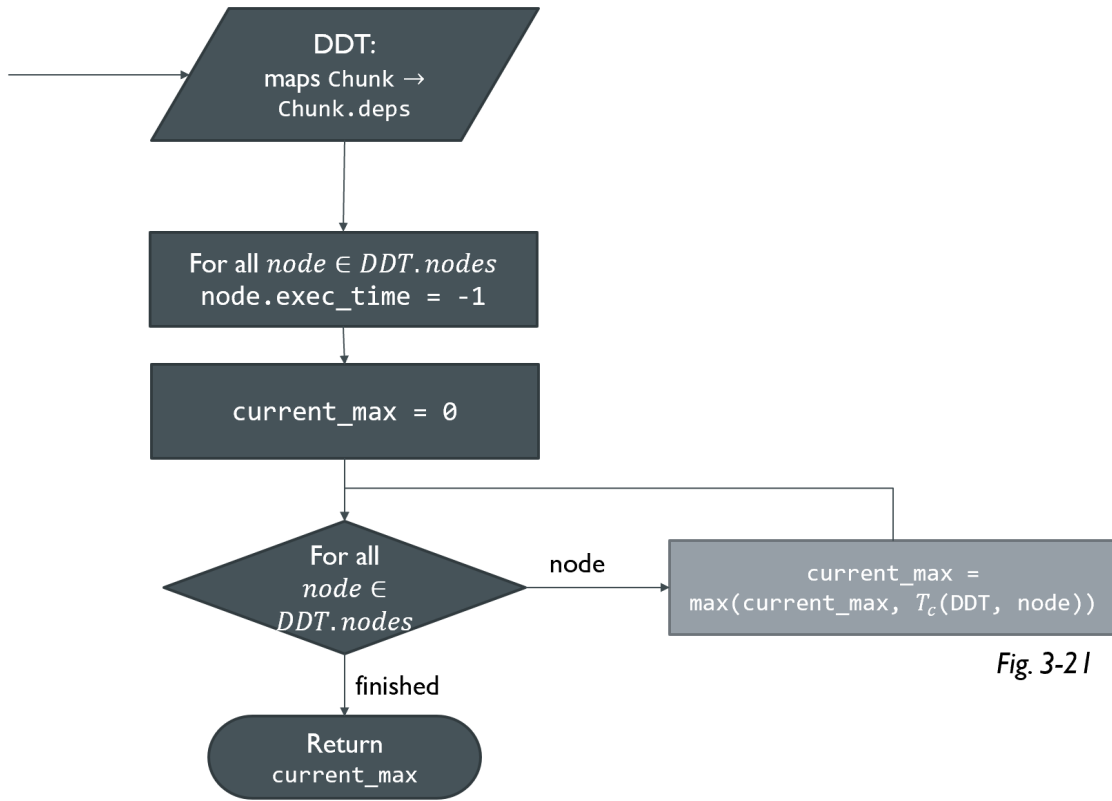 DDT:
maps Chunk →
Chunk.deps
For all node ∈ DDT.nodes
node.exec_time = -1
current_max = 0
For all
node ∈
DDT.nodes
node
current_max =
max(current_max, T_c(DDT, node))
Fig. 3-21
finished
Return
current_max